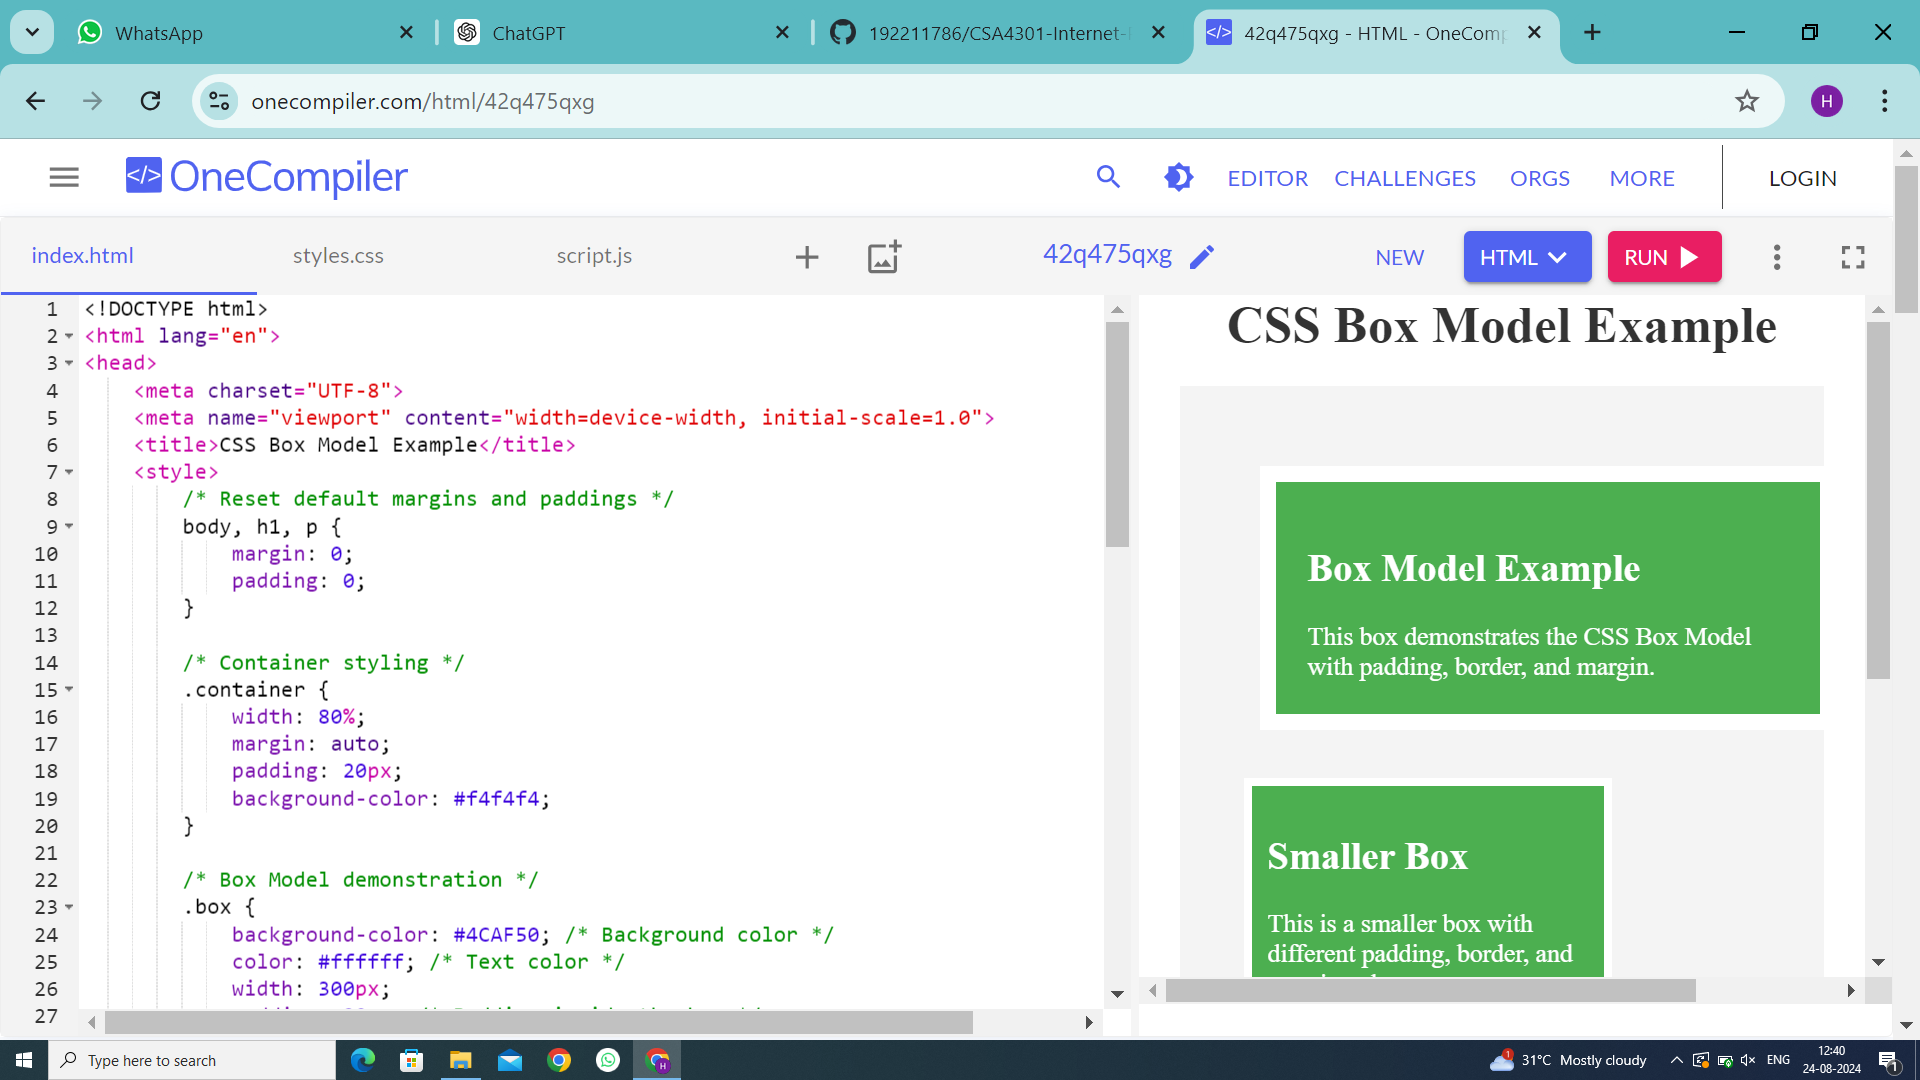 WhatsApp
ChatGPT
192211786/CSA4301-Internet-
42q475qxg - HTML - OneComp
onecompiler.com/html/42q475qxg
H
</> OneCompiler
EDITOR
CHALLENGES
ORGS
MORE
LOGIN
index.html
styles.css
script.js
42q475qxg
NEW
HTML
RUN
1 <!DOCTYPE html>
2 <html lang="en">
3 <head>
4 <meta charset="UTF-8">
5 <meta name="viewport" content="width=device-width, initial-scale=1.0">
6 <title>CSS Box Model Example</title>
7 <style>
8 /* Reset default margins and paddings */
9 body, h1, p {
10 margin: 0;
11 padding: 0;
12 }
13
14 /* Container styling */
15 .container {
16 width: 80%;
17 margin: auto;
18 padding: 20px;
19 background-color: #f4f4f4;
20 }
21
22 /* Box Model demonstration */
23 .box {
24 background-color: #4CAF50; /* Background color */
25 color: #ffffff; /* Text color */
26 width: 300px;
27
CSS Box Model Example
Box Model Example
This box demonstrates the CSS Box Model
with padding, border, and margin.
Smaller Box
This is a smaller box with
different padding, border, and
Type here to search
H
1
31°C Mostly cloudy
ENG
12:40
24-08-2024
1